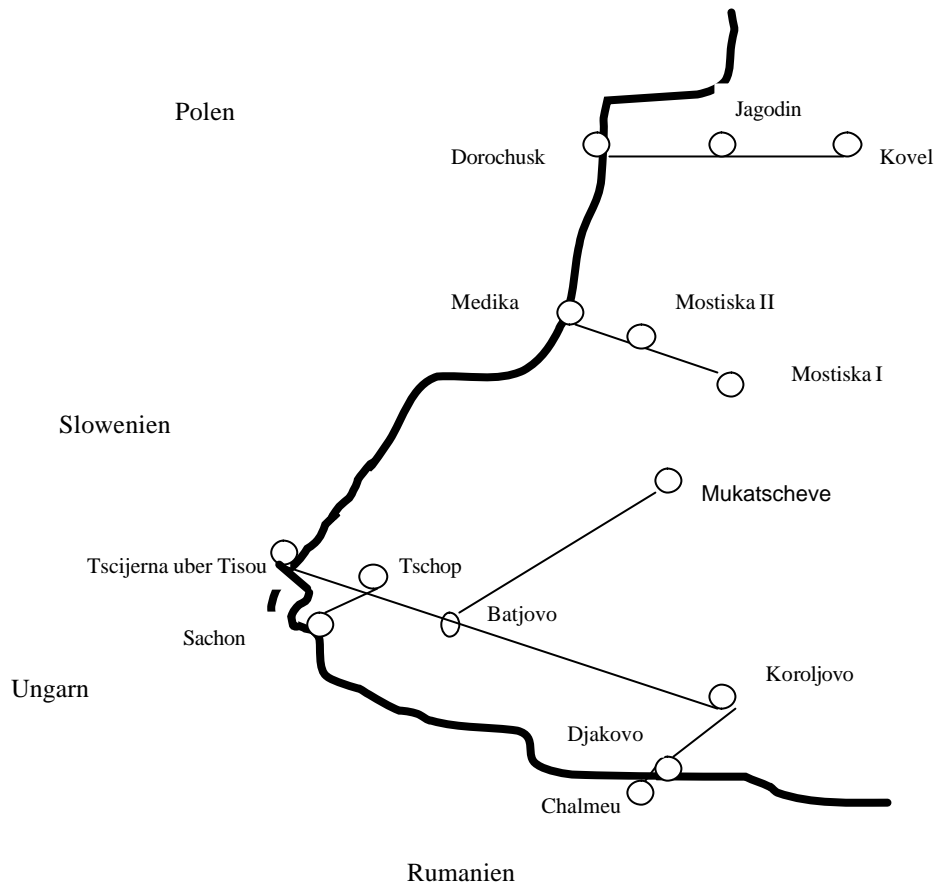 Polen
Jagodin
Dorochusk
Kovel
Medika
Mostiska II
Mostiska I
Slowenien
Mukatscheve
Tscijerna uber Tisou
Tschop
Batjovo
Sachon
Koroljovo
Ungarn
Djakovo
Chalmeu
Rumanien